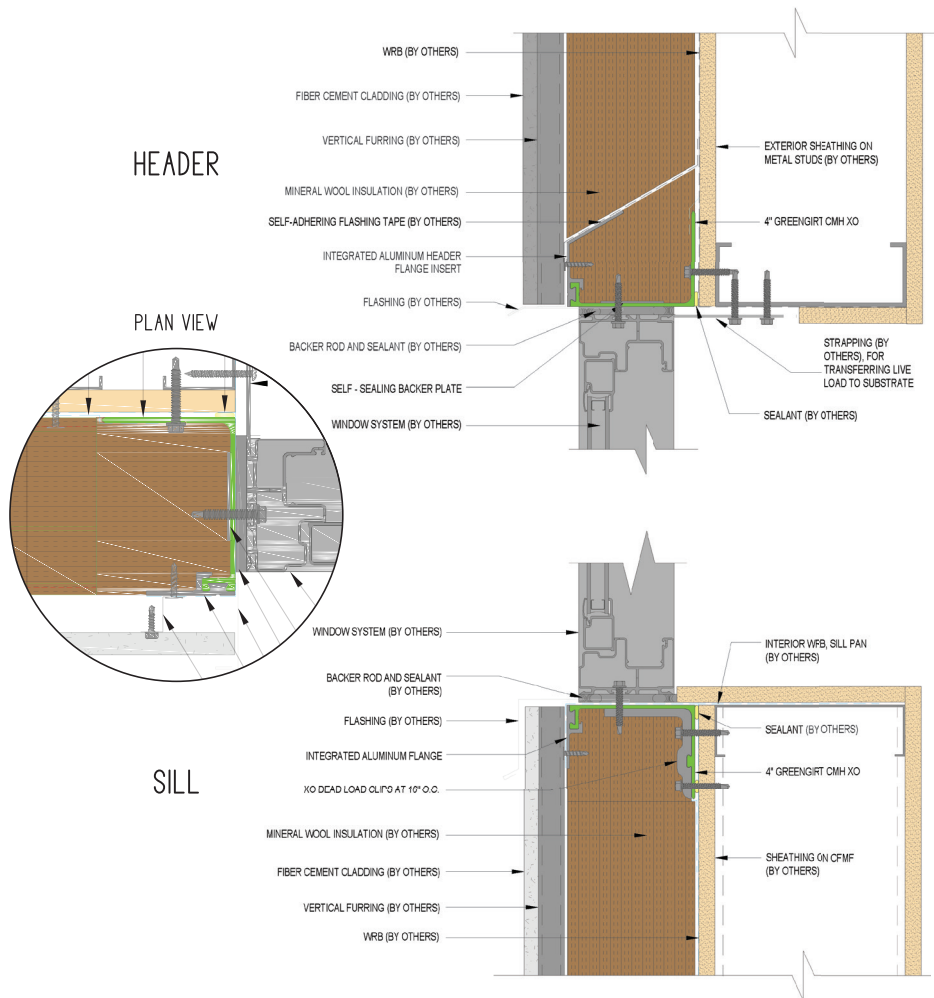 WRB (BY OTHERS)
FIBER CEMENT CLADDING (BY OTHERS)
VERTICAL FURRING (BY OTHERS)
HEADER
MINERAL WOOL INSULATION (BY OTHERS)
SELF-ADHERING FLASHING TAPE (BY OTHERS)
INTEGRATED ALUMINUM HEADER
FLANGE INSERT
FLASHING (BY OTHERS)
BACKER ROD AND SEALANT (BY OTHERS)
SELF - SEALING BACKER PLATE
WINDOW SYSTEM (BY OTHERS)
EXTERIOR SHEATHING ON
METAL STUDS (BY OTHERS)
4" GREENGIRT CMH XO
STRAPPING (BY
OTHERS), FOR
TRANSFERRING LIVE
LOAD TO SUBSTRATE
SEALANT (BY OTHERS)
PLAN VIEW
WINDOW SYSTEM (BY OTHERS)
BACKER ROD AND SEALANT
(BY OTHERS)
FLASHING (BY OTHERS)
INTEGRATED ALUMINUM FLANGE
SILL
XO DEAD LOAD CLIPS AT 16" O.C.
MINERAL WOOL INSULATION (BY OTHERS)
FIBER CEMENT CLADDING (BY OTHERS)
VERTICAL FURRING (BY OTHERS)
WRB (BY OTHERS)
INTERIOR WRB, SILL PAN
(BY OTHERS)
SEALANT (BY OTHERS)
4" GREENGIRT CMH XO
SHEATHING ON CFMF
(BY OTHERS)